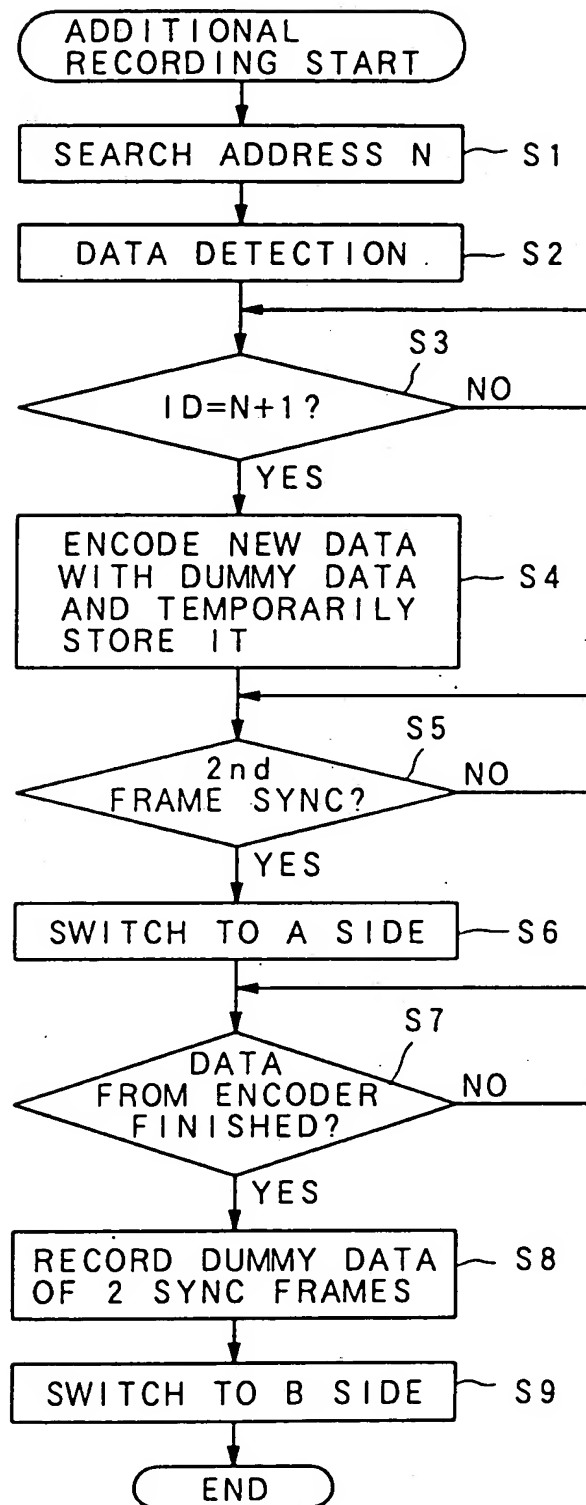 ADDITIONAL
RECORDING START
SEARCH ADDRESS N
S1
DATA DETECTION
S2
S3
ID=N+1?
NO
YES
ENCODE NEW DATA
WITH DUMMY DATA
AND TEMPORARILY
STORE IT
S4
S5
2nd
FRAME SYNC?
NO
YES
SWITCH TO A SIDE
S6
S7
DATA
FROM ENCODER
FINISHED?
NO
YES
RECORD DUMMY DATA
OF 2 SYNC FRAMES
S8
SWITCH TO B SIDE
S9
END